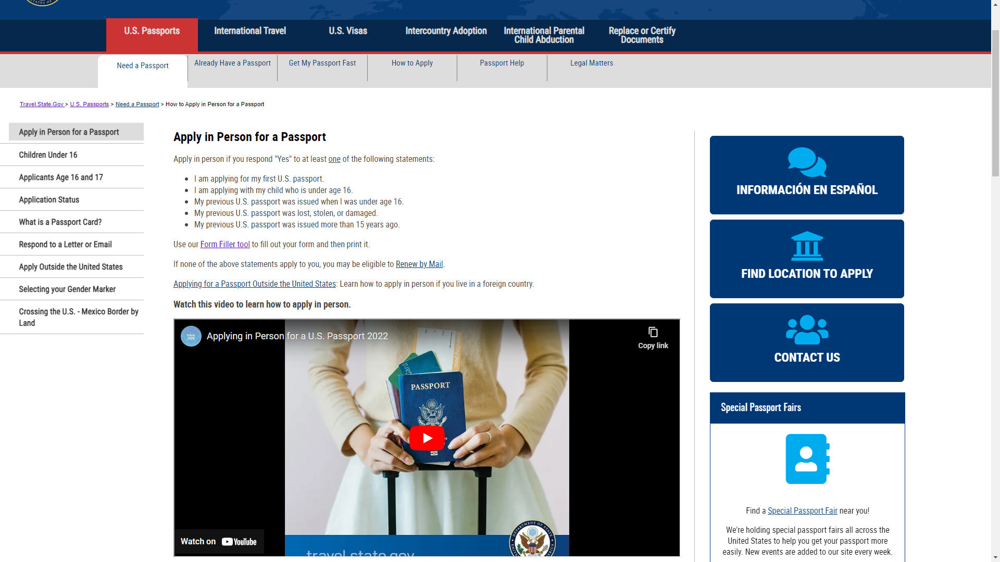 U.S. Passports
International Travel
U.S. Visas
Intercountry Adoption
International Parental
Child Abduction
Replace or Certify
Documents
Need a Passport
Already Have a Passport
Get My Passport Fast
How to Apply
Passport Help
Legal Matters
Travel.State.Gov > U.S. Passports > Need a Passport > How to Apply in Person for a Passport
Apply in Person for a Passport
Children Under 16
Applicants Age 16 and 17
Application Status
What is a Passport Card?
Respond to a Letter or Email
Apply Outside the United States
Selecting your Gender Marker
Crossing the U.S. - Mexico Border by
Land
Apply in Person for a Passport
Apply in person if you respond "Yes" to at least one of the following statements:
I am applying for my first U.S. passport.
I am applying with my child who is under age 16.
My previous U.S. passport was issued when I was under age 16.
My previous U.S. passport was lost, stolen, or damaged.
My previous U.S. passport was issued more than 15 years ago.
Use our Form Filler tool to fill out your form and then print it.
If none of the above statements apply to you, you may be eligible to Renew by Mail.
Applying for a Passport Outside the United States: Learn how to apply in person if you live in a foreign country.
Watch this video to learn how to apply in person.
TRAVEL
GOV
Applying in Person for a U.S. Passport 2022
Copy link
Boarding pass
Card
PASSPORT
Watch on YouTube
travel.state.gov
DEPARTMENT OF STATE
INFORMACIÓN EN ESPAÑOL
FIND LOCATION TO APPLY
CONTACT US
Special Passport Fairs
Find a Special Passport Fair near you!
We're holding special passport fairs all across the
United States to help you get your passport more
easily. New events are added to our site every week.